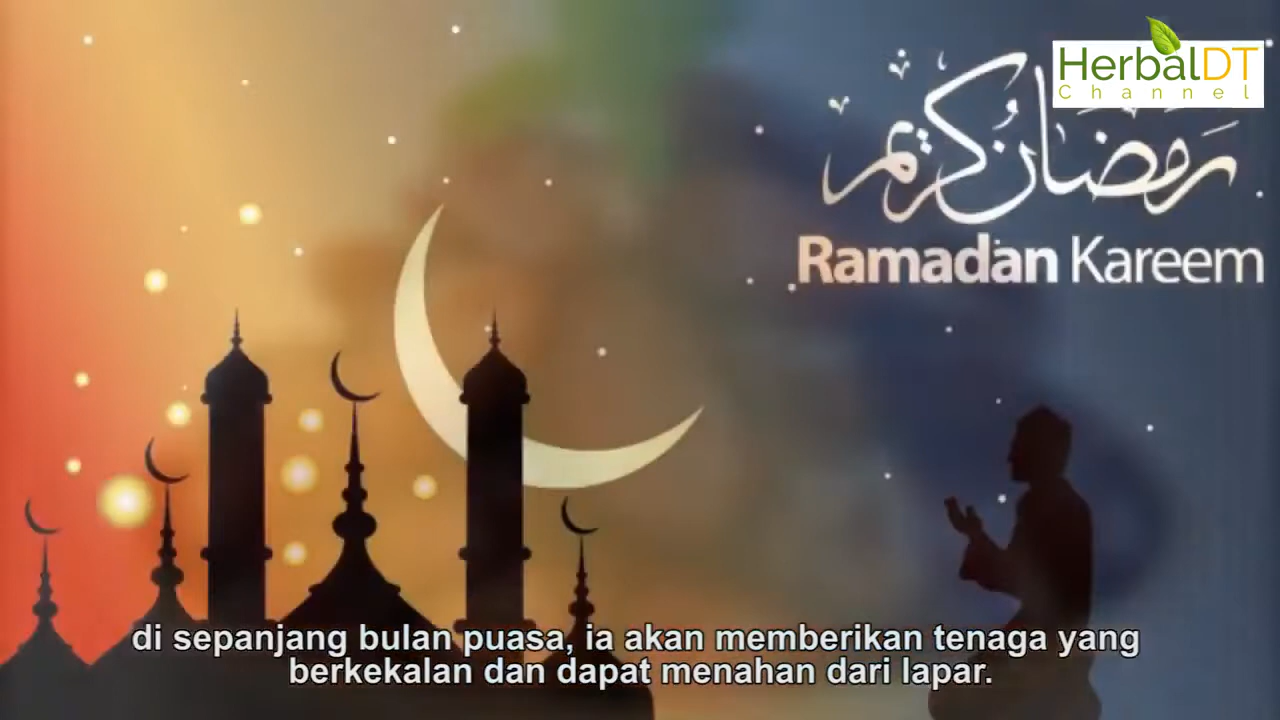 HerbalDT
Channel
رمضان كريم
Ramadan Kareem
di sepanjang bulan puasa, ia akan memberikan tenaga yang
berkekalan dan dapat menahan dari lapar.